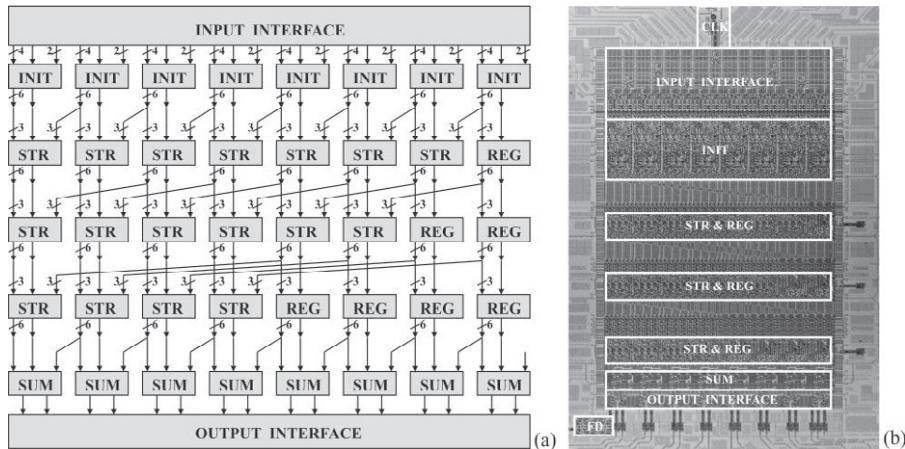 INPUT INTERFACE
4 2 4 2 4 2 4 2 4 2 4 2 4 2 4 2
INIT INIT INIT INIT INIT INIT INIT INIT
6 6 6 6 6 6 6 6
3 3 3 3 3 3 3 3 3 3 3 3 3 3 3
STR STR STR STR STR STR STR REG
6 6 6 6 6 6 6 6
3 3 3 3 3 3 3 3 3 3 3 3 3 3
STR STR STR STR STR STR REG REG
6 6 6 6 6 6 6 6
3 3 3 3 3 3 3 3 3 3 3 3
STR STR STR STR REG REG REG REG
6 6 6 6 6 6 6 6
SUM SUM SUM SUM SUM SUM SUM SUM
OUTPUT INTERFACE
(a)
CLK
INPUT INTERFACE
INIT
STR & REG
STR & REG
STR & REG
SUM
OUTPUT INTERFACE
FD
(b)